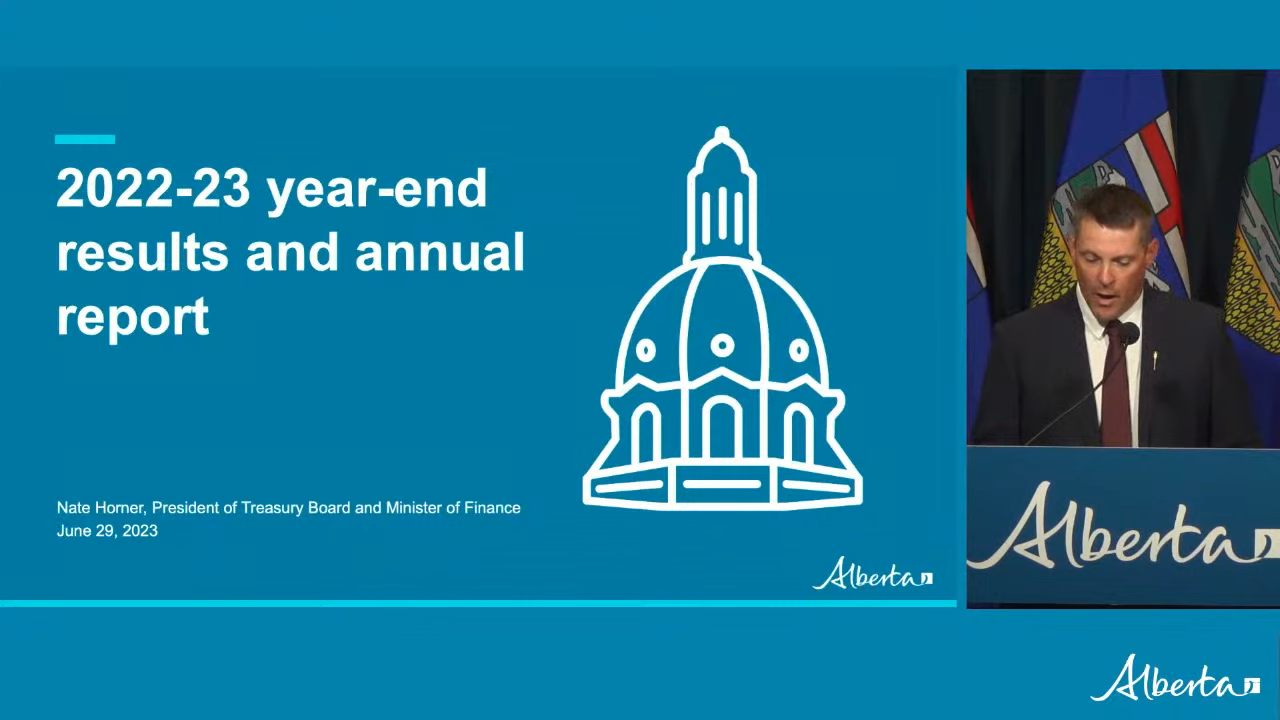 2022-23 year-end
results and annual
report
Nate Horner, President of Treasury Board and Minister of Finance
June 29, 2023
Alberta
Alberta
Alberta